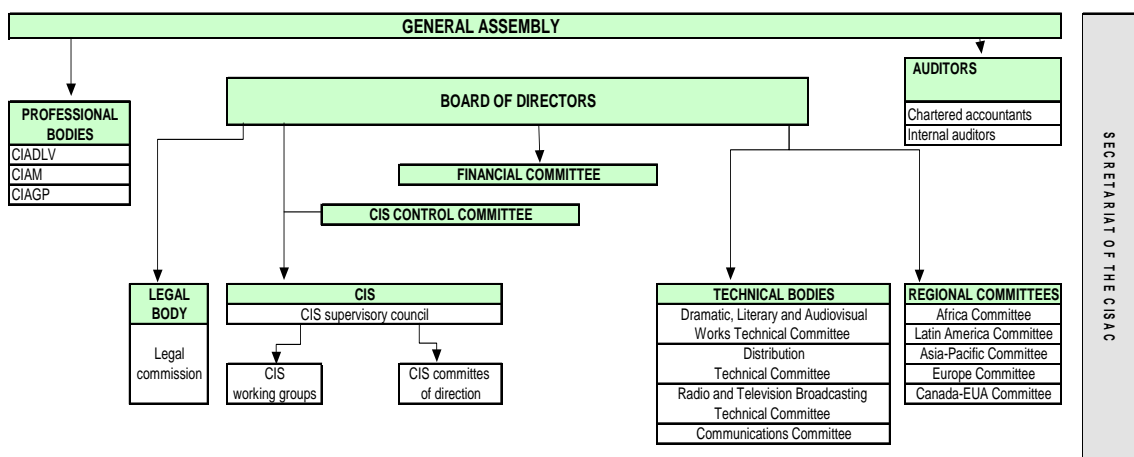 GENERAL ASSEMBLY
AUDITORS
Chartered accountants
Internal auditors
BOARD OF DIRECTORS
PROFESSIONAL
BODIES
CIADLV
CIAM
CIAGP
FINANCIAL COMMITTEE
CIS CONTROL COMMITTEE
LEGAL
BODY
Legal
commission
CIS
CIS supervisory council
CIS
working groups
CIS committees
of direction
TECHNICAL BODIES
Dramatic, Literary and Audiovisual
Works Technical Committee
Distribution
Technical Committee
Radio and Television Broadcasting
Technical Committee
Communications Committee
REGIONAL COMMITTEES
Africa Committee
Latin America Committee
Asia-Pacific Committee
Europe Committee
Canada-EUA Committee
SECRETARIAT OF THE CISAC